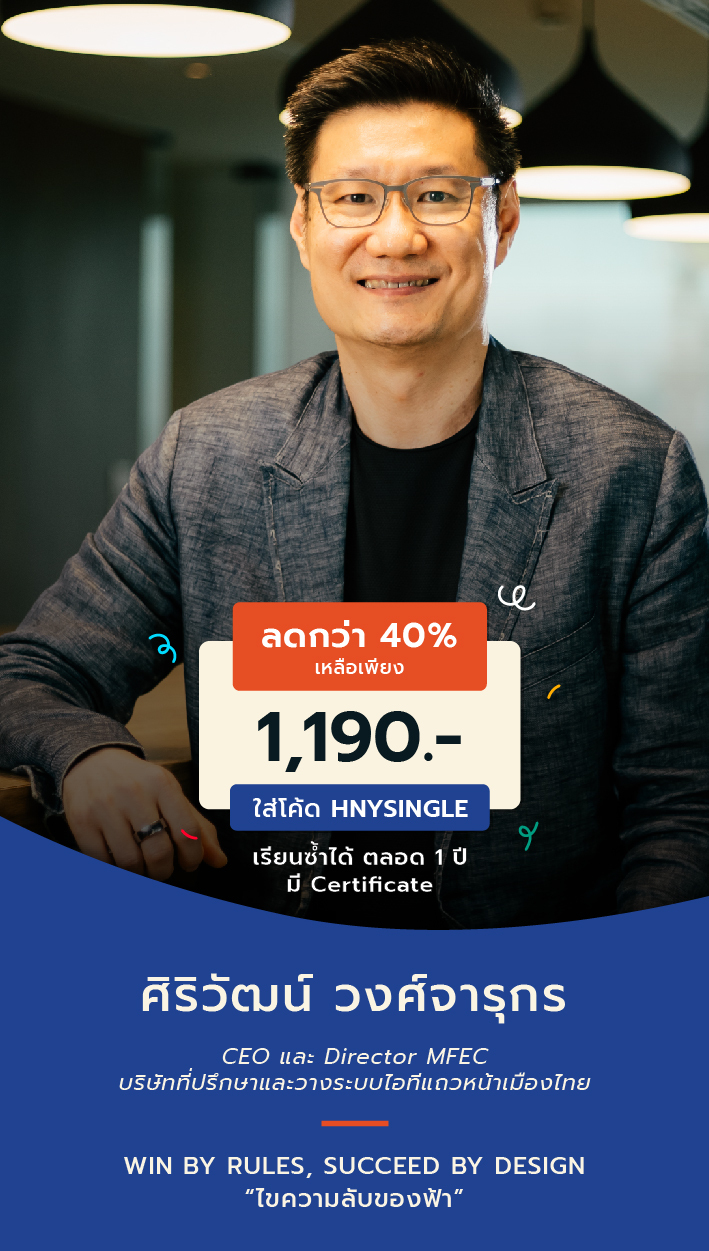 ลดกว่า 40%
เหลือเพียง
1,190.-
ใส่โค้ด HNYSINGLE
เรียนซ้ำได้ ตลอด 1 ปี
มี Certificate
ศิริวัฒน์ วงศ์จารุกร
CEO และ Director MFEC
บริษัทที่ปรึกษาและวางระบบไอทีแถวหน้าเมืองไทย
WIN BY RULES, SUCCEED BY DESIGN
“ไขความลับของฟ้า”